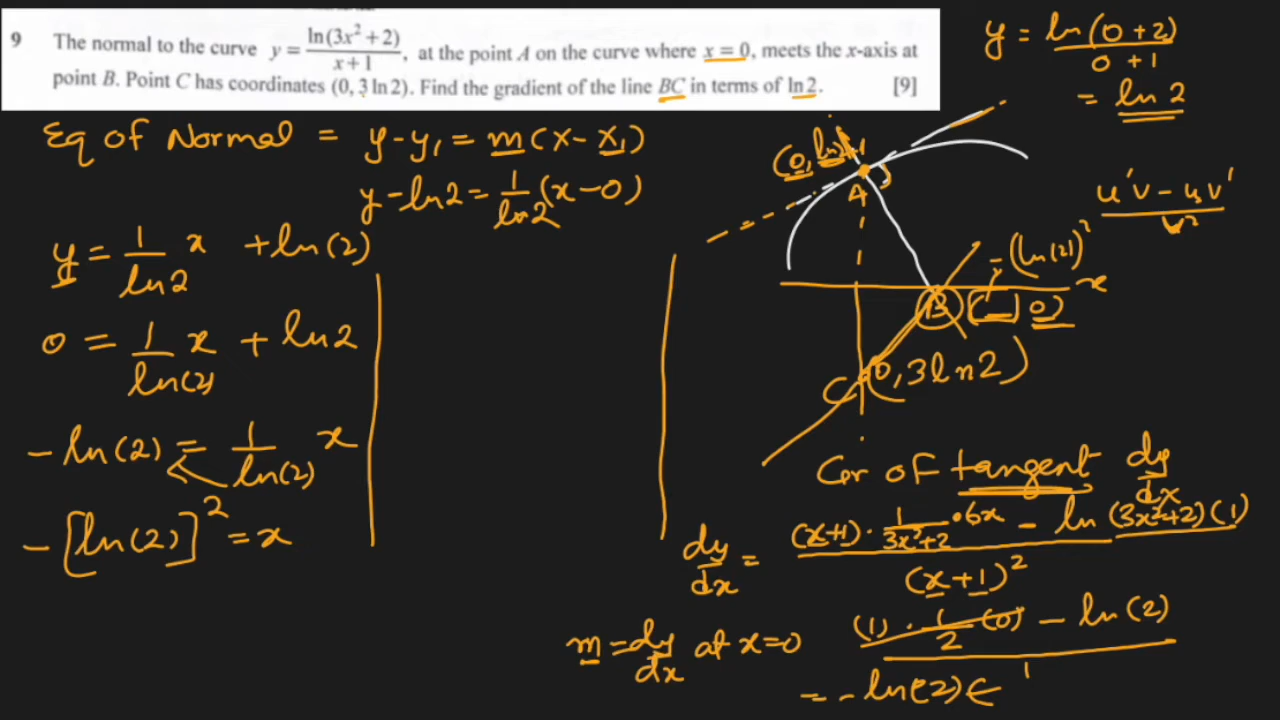 9 The normal to the curve y = ln(3x² + 2) / x + 1, at the point A on the curve where x = 0, meets the x-axis at
point B. Point C has coordinates (0, 3 ln 2). Find the gradient of the line BC in terms of ln 2. [9]
y = ln(0+2) / 0+1
= ln 2
Eq of Normal = y - y₁ = m(x - x₁)
y - ln2 = 1/ln2 (x - 0)
y = 1/ln2 x + ln(2)
0 = 1/ln(2) x + ln2
- ln(2) = 1/ln(2) x
- [ln(2)]² = x
(0, ln2)
A
u'v - uv' / v²
-(ln(2))²
B ( , 0)
x
C (0, 3ln2)
Gr of tangent dy/dx
dy/dx = (x+1) · 1/3x²+2 · 6x - ln(3x²+2)(1) / (x+1)²
m = dy/dx at x=0 (1) · 1/2 (0) - ln(2) / 1
= - ln(2)